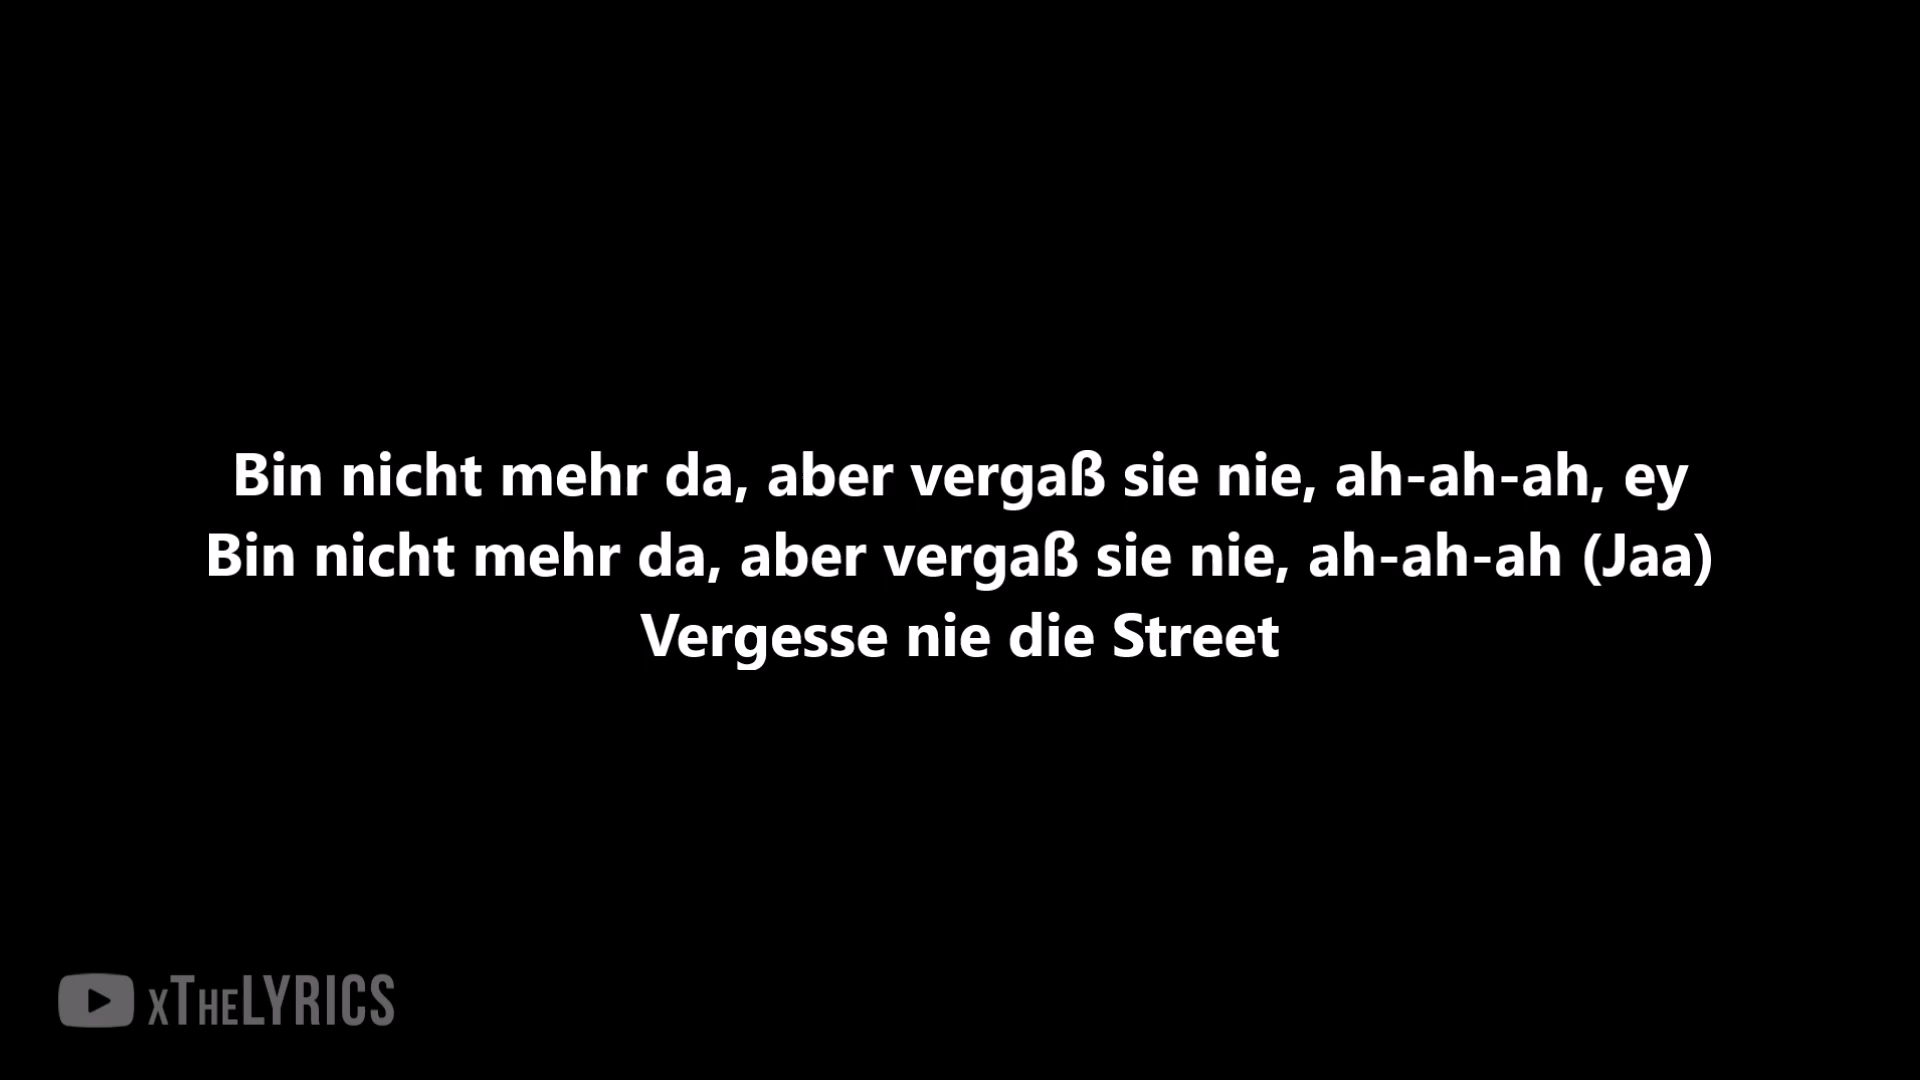 Bin nicht mehr da, aber vergaß sie nie, ah-ah-ah, ey
Bin nicht mehr da, aber vergaß sie nie, ah-ah-ah (Jaa)
Vergesse nie die Street
xTheLYRICS